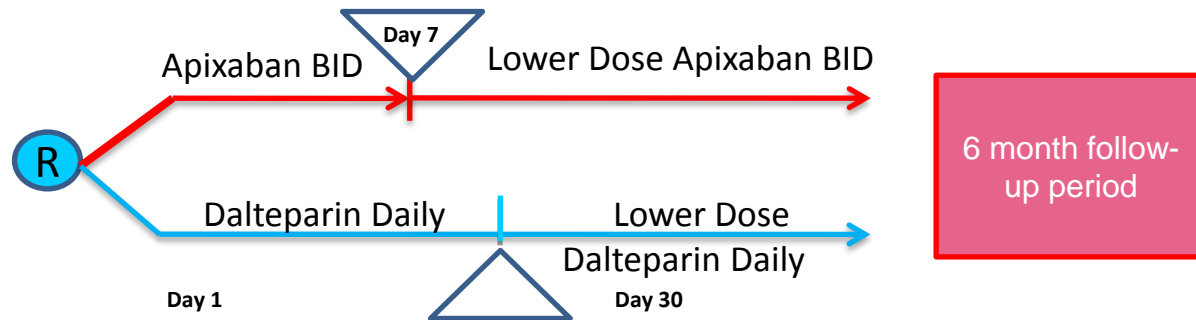 Day 7
Apixaban BID
Lower Dose Apixaban BID
R
6 month follow-
up period
Dalteparin Daily
Lower Dose
Dalteparin Daily
Day 1
Day 30